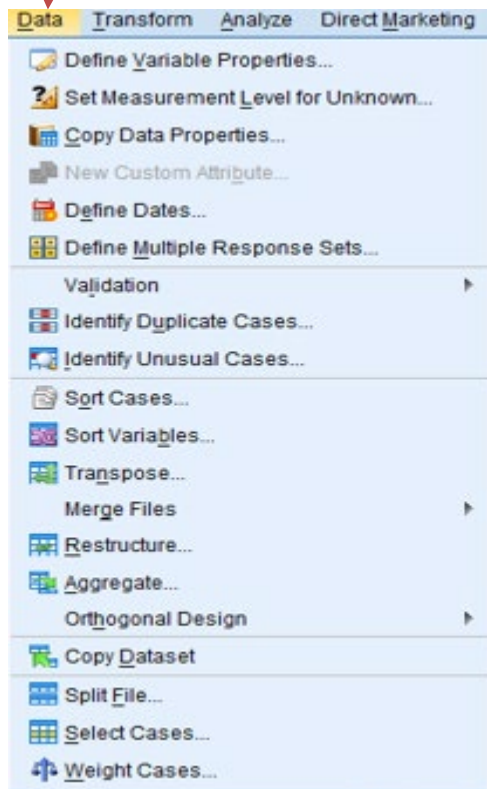 Data Transform Analyze Direct Marketing
Define Variable Properties...
Set Measurement Level for Unknown...
Copy Data Properties...
New Custom Attribute...
Define Dates...
Define Multiple Response Sets...
Validation
Identify Duplicate Cases...
Identify Unusual Cases...
Sort Cases...
Sort Variables...
Transpose...
Merge Files
Restructure...
Aggregate...
Orthogonal Design
Copy Dataset
Split File...
Select Cases...
Weight Cases...